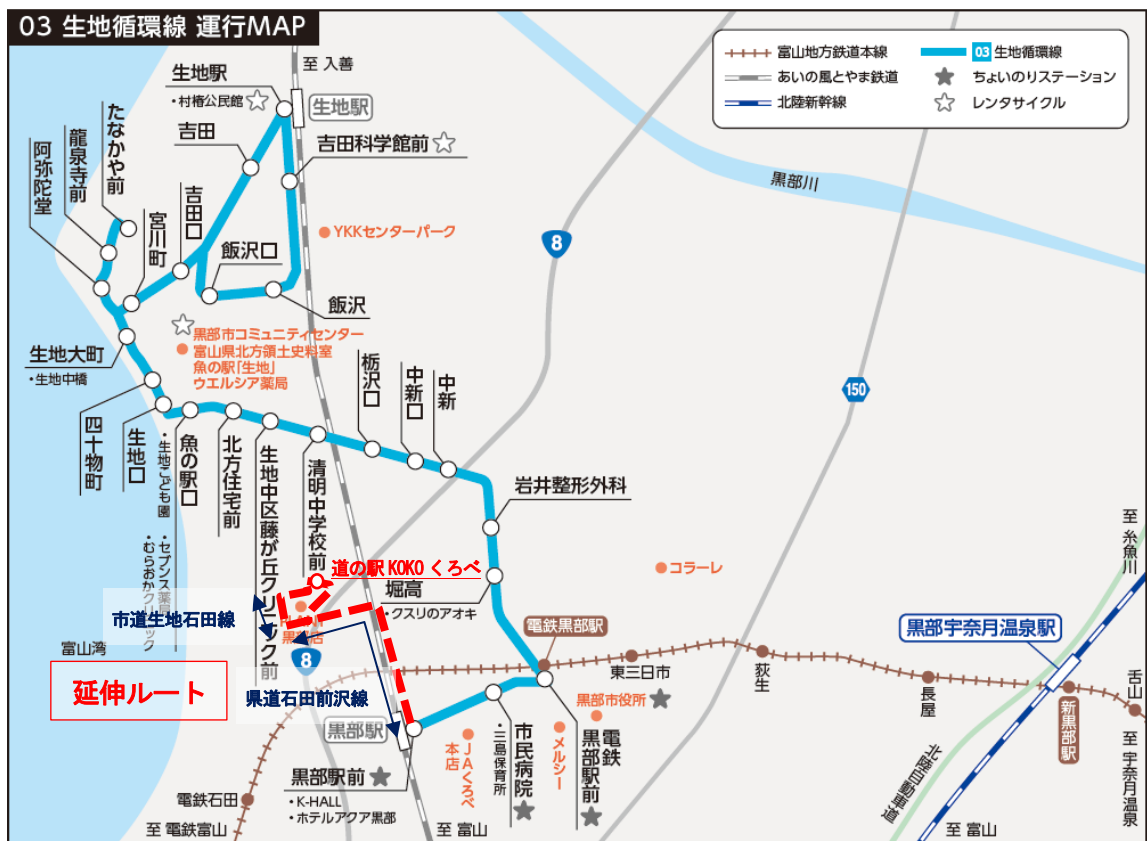 03 生地循環線 運行MAP
至 入善
富山地方鉄道本線
あいの風とやま鉄道
北陸新幹線
03 生地循環線
ちょいのりステーション
レンタサイクル
生地駅
・村椿公民館
生地駅
吉田
吉田科学館前
たなかや前
龍泉寺前
阿弥陀堂
宮川町
吉田口
飯沢口
飯沢
YKKセンターパーク
黒部川
8
150
黒部市コミュニティセンター
富山県北方領土史料室
魚の駅「生地」
ウエルシア薬局
生地大町
・生地中橋
四十物町
生地口
・生地こども園
魚の駅口
・セブンス薬局
・むらおかクリニック
北方住宅前
生地中区藤が丘クリニック前
清明中学校前
栃沢口
中新口
中新
岩井整形外科
堀高
・クスリのアオキ
道の駅 KOKO くろべ
黒部店
市道生地石田線
富山湾
延伸ルート
8
県道石田前沢線
コラーレ
電鉄黒部駅
東三日市
荻生
長屋
黒部宇奈月温泉駅
新黒部駅
舌山
至 糸魚川
至 宇奈月温泉
北陸自動車道
至 富山
黒部駅
黒部駅前
・K-HALL
・ホテルアクア黒部
JAくろべ
本店
市民病院
・三島保育所
メルシー
電鉄
黒部駅前
黒部市役所
電鉄石田
至 電鉄富山
至 富山